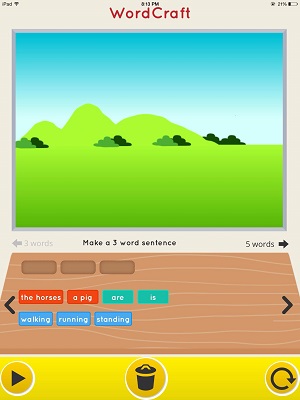 iPad 8:13 PM 21%
WordCraft
3 words Make a 3 word sentence 5 words
the horses a pig are is
walking running standing